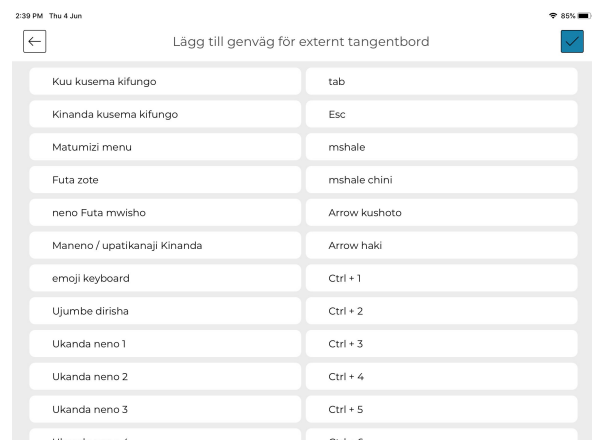 2:39 PM Thu 4 Jun 85%
Lägg till genväg för externt tangentbord
Kuu kusema kifungo tab
Kinanda kusema kifungo Esc
Matumizi menu mshale
Futa zote mshale chini
neno Futa mwisho Arrow kushoto
Maneno / upatikanaji Kinanda Arrow haki
emoji keyboard Ctrl + 1
Ujumbe dirisha Ctrl + 2
Ukanda neno 1 Ctrl + 3
Ukanda neno 2 Ctrl + 4
Ukanda neno 3 Ctrl + 5